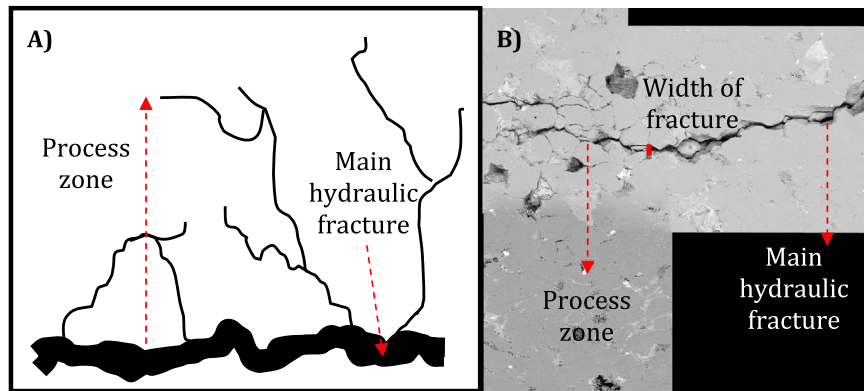 A)
Process
zone
Main
hydraulic
fracture
B)
Width of
fracture
Process
zone
Main
hydraulic
fracture